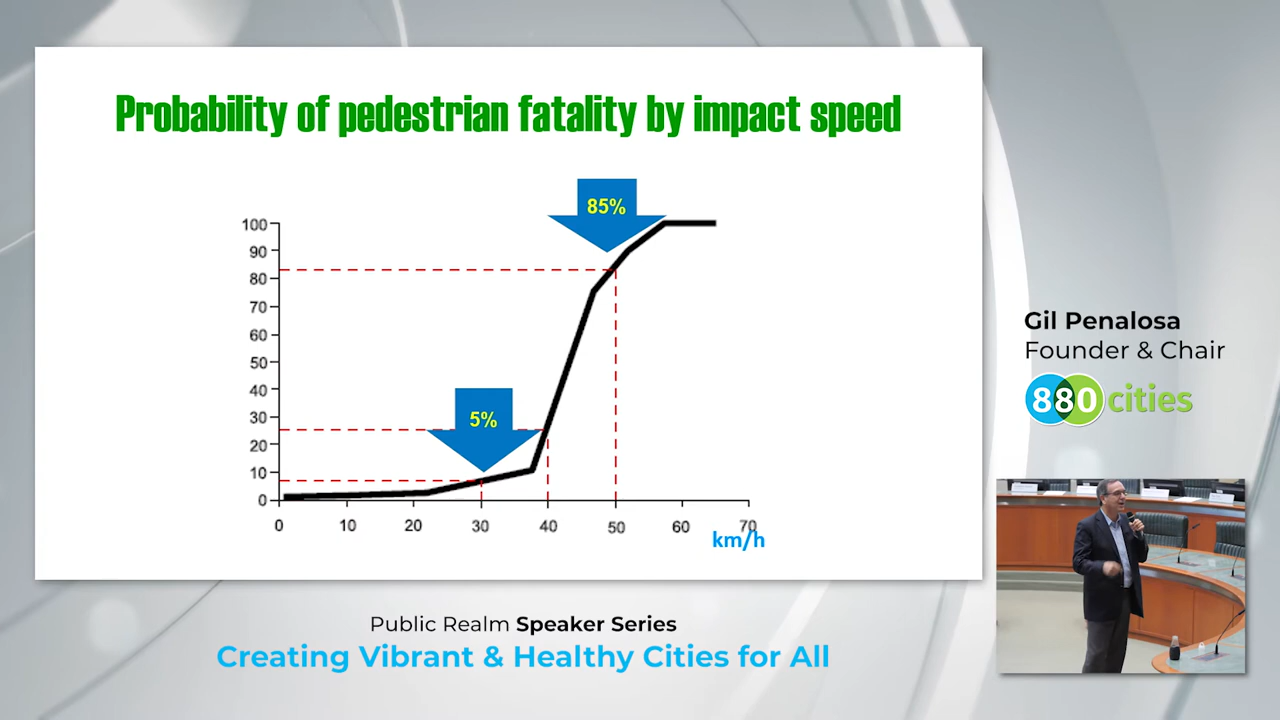 Probability of pedestrian fatality by impact speed
85%
100
90
80
70
60
50
40
30
20
10
0
5%
0 10 20 30 40 50 60 70
km/h
Gil Penalosa
Founder & Chair
880 cities
Public Realm Speaker Series
Creating Vibrant & Healthy Cities for All